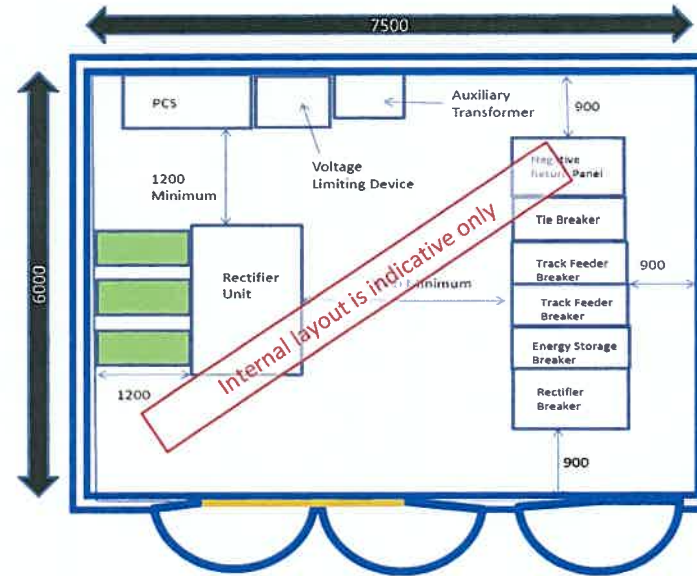 7500
6000
PCS
Auxiliary
Transformer
900
Voltage
Limiting Device
1200
Minimum
Panel
Tie Breaker
Rectifier
Unit
Track Feeder
Breaker
900
Minimum
Track Feeder
Breaker
Energy Storage
Breaker
1200
Rectifier
Breaker
900
Internal layout is indicative only